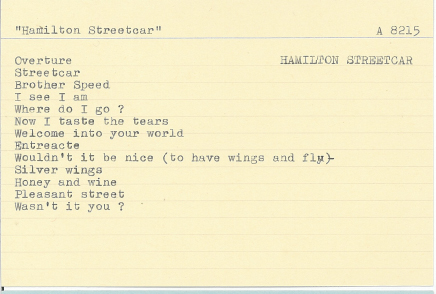 "Hamilton Streetcar" A 8215
Overture HAMILTON STREETCAR
Streetcar
Brother Speed
I see I am
Where do I go ?
Now I taste the tears
Welcome into your world
Entreacte
Wouldn't it be nice (to have wings and fly)
Silver wings
Honey and wine
Pleasant street
Wasn't it you ?